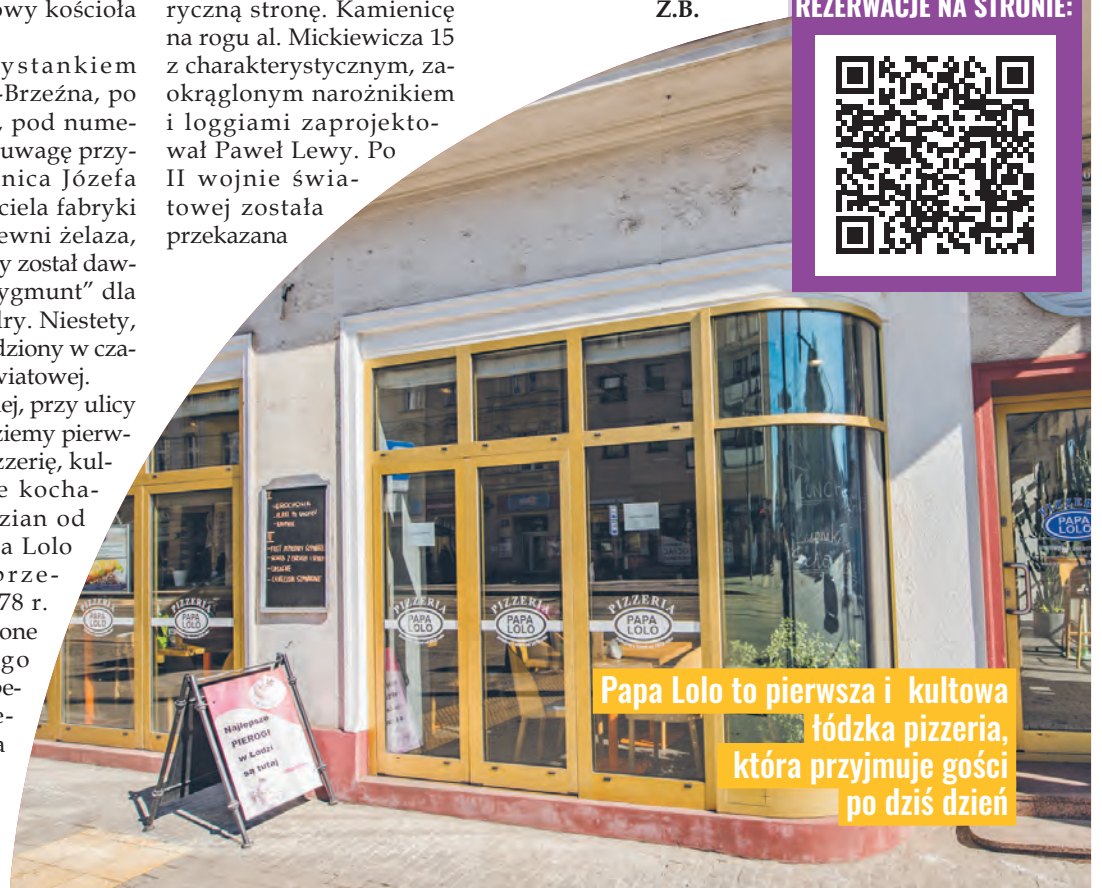 owy kościoła
ystankiem
-Brzeźna, po
, pod nume-
uwagę przy-
nica Józefa
ciela fabryki
ewni żelaza,
y został daw-
ygmunt” dla
dry. Niestety,
dziony w cza-
wiatowej.
nej, przy ulicy
ziemy pierw-
zzerię, kul-
e kocha-
zian od
a Lolo
orze-
78 r.
one
go
pe-
e-
a
ryczną stronę. Kamienicę
na rogu al. Mickiewicza 15
z charakterystycznym, za-
okrąglonym narożnikiem
i loggiami zaprojekto-
wał Paweł Lewy. Po
II wojnie świa-
towej została
przekazana
Z.B.
REZERWACJE NA STRONIE:
PIZZERIA
PAPA
LOLO
PIZZERIA
PAPA
LOLO
PIZZERIA
PAPA
LOLO
PIZZERIA
PAPA
LOLO
PIZZERIA
PAPA
LOLO
PIZZERIA
PAPA
LOLO
LUNCH
Najlepsze
PIEROGI
w Łodzi
są tutaj
Papa Lolo to pierwsza i kultowa
łódzka pizzeria,
która przyjmuje gości
po dziś dzień